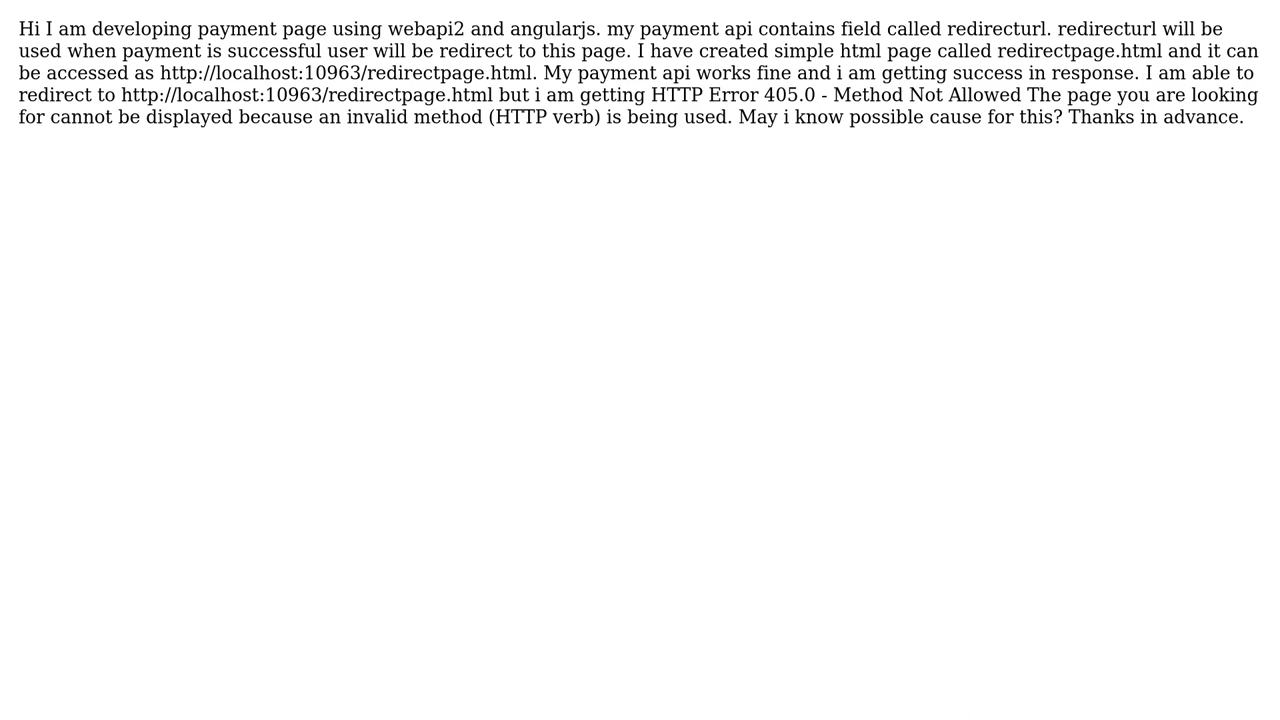 Hi I am developing payment page using webapi2 and angularjs. my payment api contains field called redirecturl. redirecturl will be
used when payment is successful user will be redirect to this page. I have created simple html page called redirectpage.html and it can
be accessed as http://localhost:10963/redirectpage.html. My payment api works fine and i am getting success in response. I am able to
redirect to http://localhost:10963/redirectpage.html but i am getting HTTP Error 405.0 - Method Not Allowed The page you are looking
for cannot be displayed because an invalid method (HTTP verb) is being used. May i know possible cause for this? Thanks in advance.